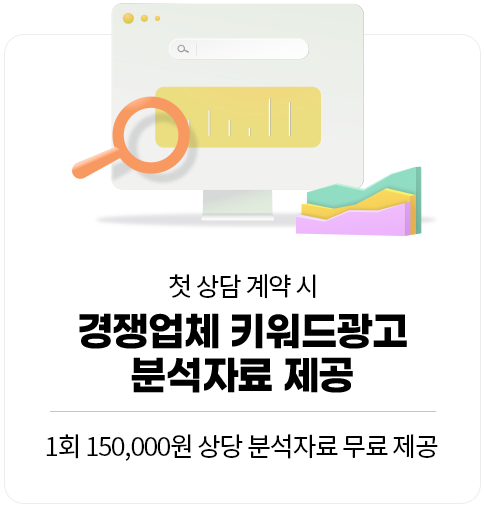 첫 상담 계약 시
경쟁업체 키워드광고
분석자료 제공
1회 150,000원 상당 분석자료 무료 제공